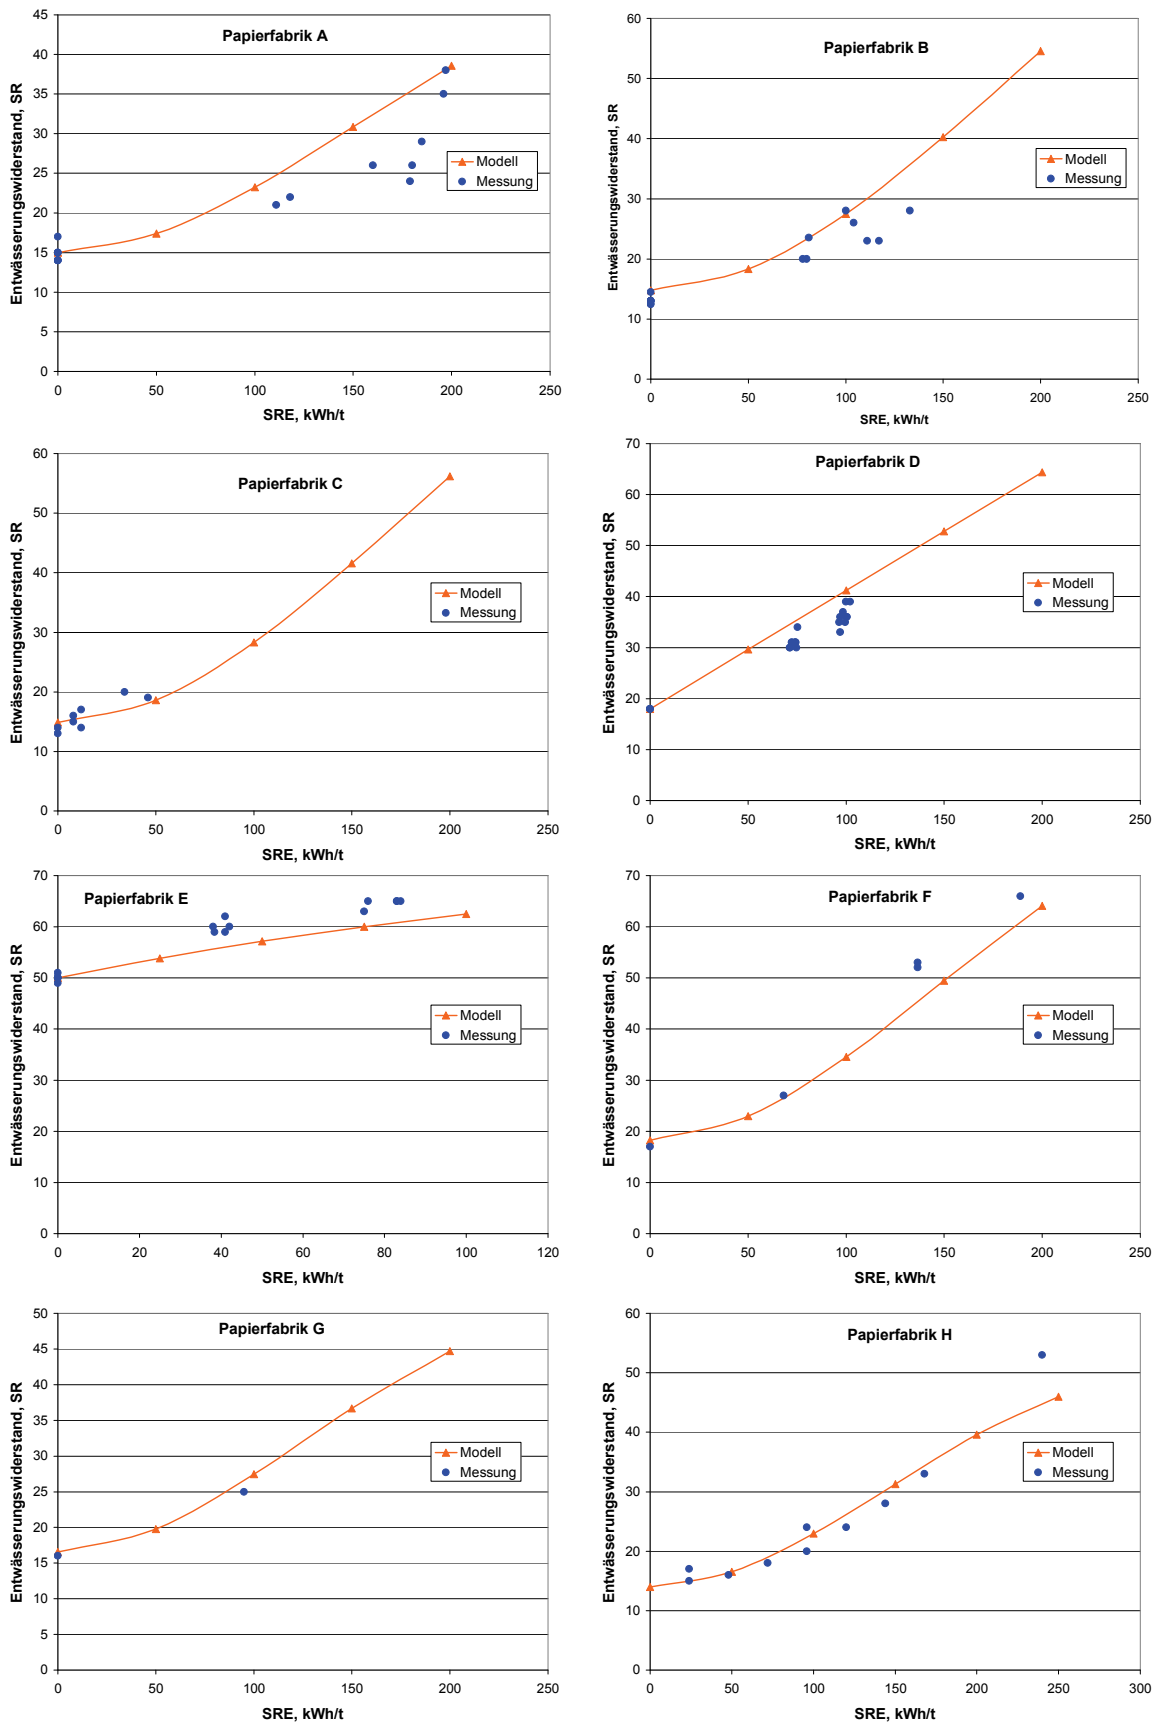 Papierfabrik A
Entwässerungswiderstand, SR
45
40
35
30
25
20
15
10
5
0
Modell
Messung
0 50 100 150 200 250
SRE, kWh/t
Papierfabrik B
Entwässerungswiderstand, SR
60
50
40
30
20
10
0
Modell
Messung
0 50 100 150 200 250
SRE, kWh/t
Papierfabrik C
Entwässerungswiderstand, SR
60
50
40
30
20
10
0
Modell
Messung
0 50 100 150 200 250
SRE, kWh/t
Papierfabrik D
Entwässerungswiderstand, SR
70
60
50
40
30
20
10
0
Modell
Messung
0 50 100 150 200 250
SRE, kWh/t
Papierfabrik E
Entwässerungswiderstand, SR
70
60
50
40
30
20
10
0
Modell
Messung
0 20 40 60 80 100 120
SRE, kWh/t
Papierfabrik F
Entwässerungswiderstand, SR
70
60
50
40
30
20
10
0
Modell
Messung
0 50 100 150 200 250
SRE, kWh/t
Papierfabrik G
Entwässerungswiderstand, SR
50
45
40
35
30
25
20
15
10
5
0
Modell
Messung
0 50 100 150 200 250
SRE, kWh/t
Papierfabrik H
Entwässerungswiderstand, SR
60
50
40
30
20
10
0
Modell
Messung
0 50 100 150 200 250 300
SRE, kWh/t